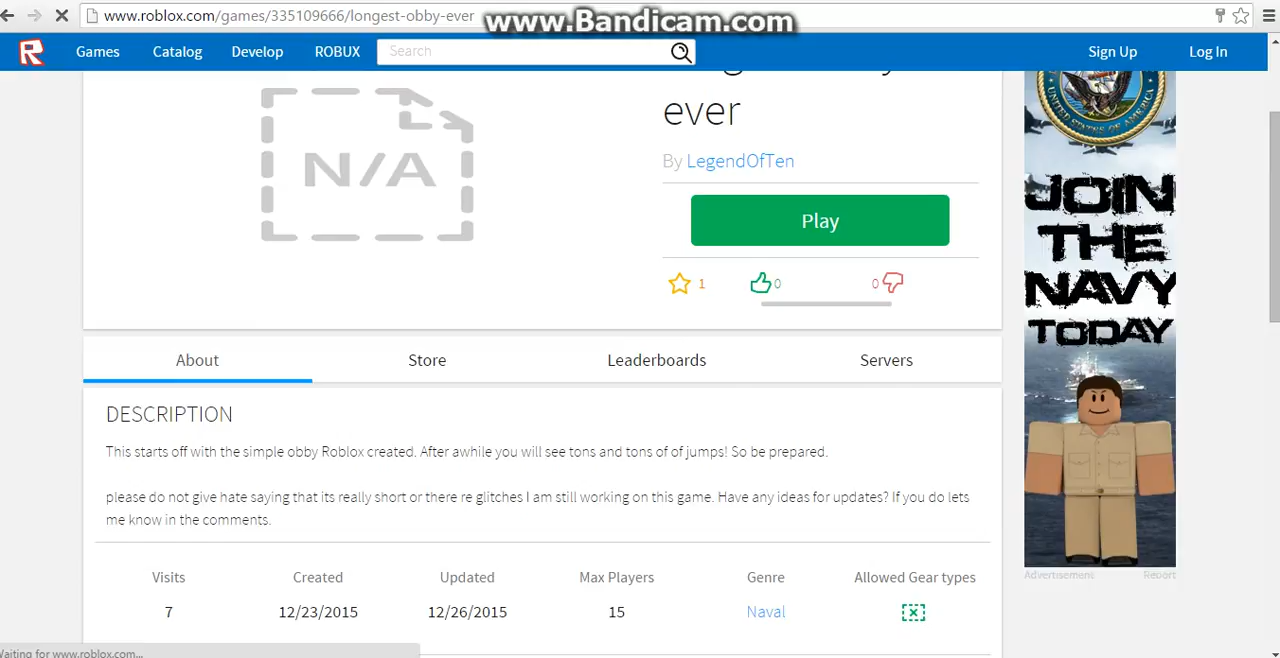 www.roblox.com/games/335109666/longest-obby-ever
www.Bandicam.com
Games
Catalog
Develop
ROBUX
Search
Sign Up
Log In
ever
N/A
By LegendOfTen
Play
1
0
0
About
Store
Leaderboards
Servers
DESCRIPTION
This starts off with the simple obby Roblox created. After awhile you will see tons and tons of of jumps! So be prepared.
please do not give hate saying that its really short or there re glitches I am still working on this game. Have any ideas for updates? If you do lets
me know in the comments.
Visits
Created
Updated
Max Players
Genre
Allowed Gear types
7
12/23/2015
12/26/2015
15
Naval
UNITED STATES OF
JOIN
THE
NAVY
TODAY
Advertisement
Report
Waiting for www.roblox.com...